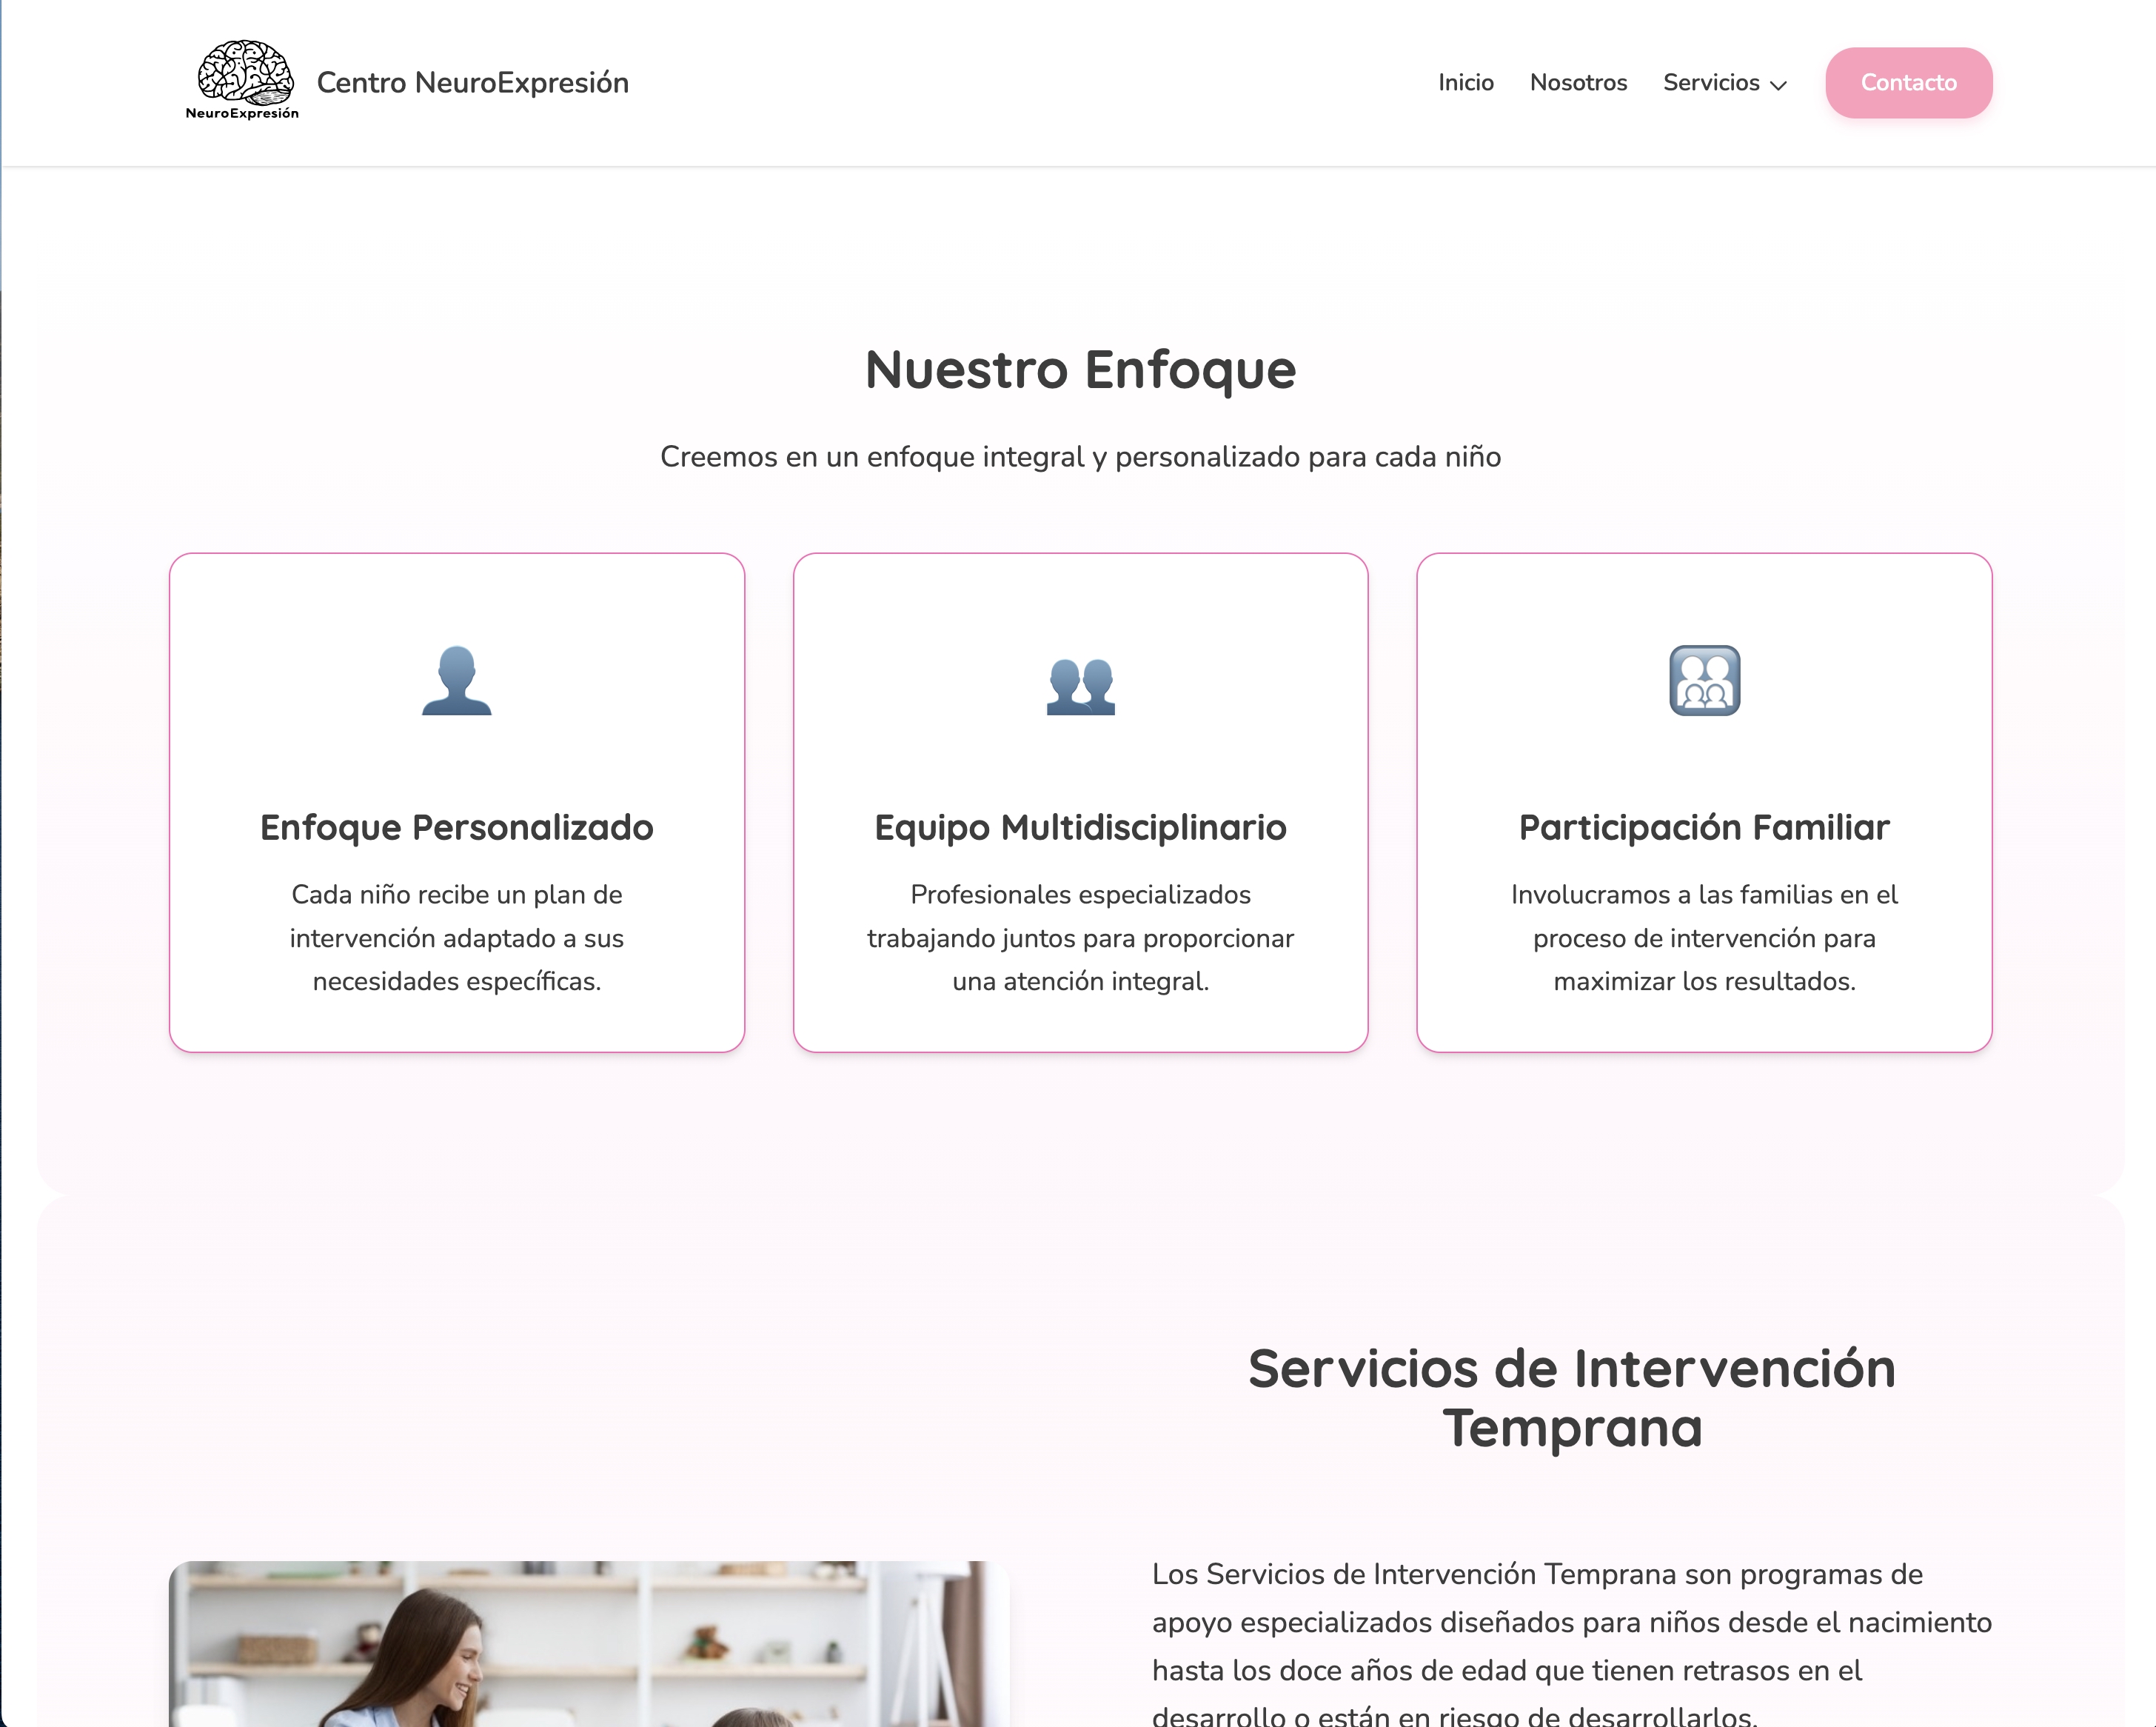 NeuroExpresión
Centro NeuroExpresión
Inicio
Nosotros
Servicios
Contacto
Nuestro Enfoque
Creemos en un enfoque integral y personalizado para cada niño
Enfoque Personalizado
Cada niño recibe un plan de
intervención adaptado a sus
necesidades específicas.
Equipo Multidisciplinario
Profesionales especializados
trabajando juntos para proporcionar
una atención integral.
Participación Familiar
Involucramos a las familias en el
proceso de intervención para
maximizar los resultados.
Servicios de Intervención
Temprana
Los Servicios de Intervención Temprana son programas de
apoyo especializados diseñados para niños desde el nacimiento
hasta los doce años de edad que tienen retrasos en el
desarrollo o están en riesgo de desarrollarlos.